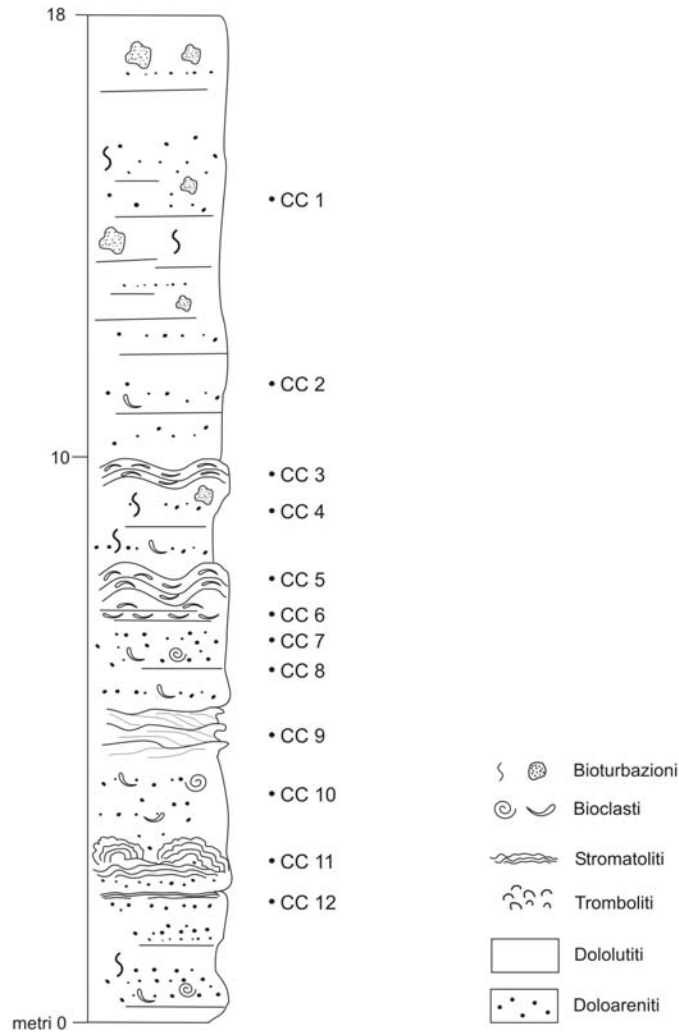 18
• CC 1
• CC 2
10
• CC 3
• CC 4
• CC 5
• CC 6
• CC 7
• CC 8
• CC 9
• CC 10
• CC 11
• CC 12
metri 0
Bioturbazioni
Bioclasti
Stromatoliti
Tromboliti
Dololutiti
Doloareniti